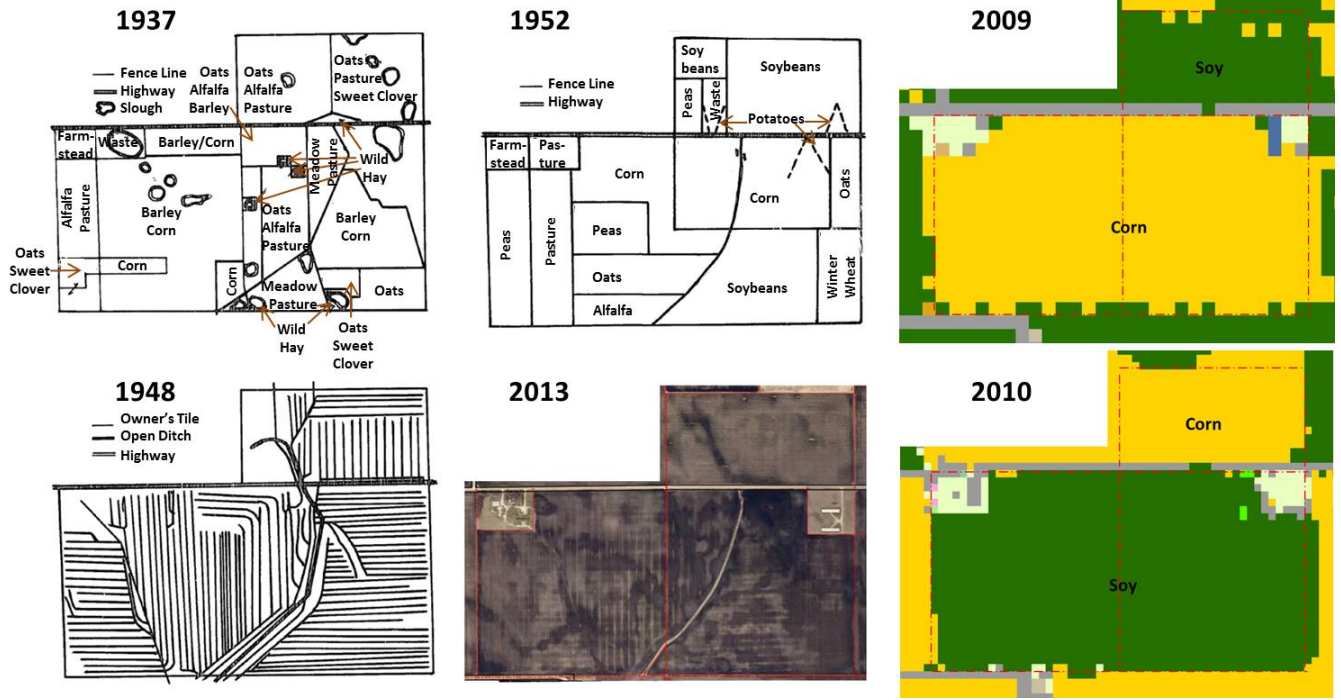 1937
Fence Line
Highway
Slough
Oats
Alfalfa
Barley
Oats
Alfalfa
Pasture
Oats
Pasture
Sweet Clover
Farm-
stead
Waste
Barley/Corn
Meadow
Pasture
Wild
Hay
Alfalfa
Pasture
Barley
Corn
Oats
Alfalfa
Pasture
Barley
Corn
Oats
Sweet
Clover
Corn
Corn
Meadow
Pasture
Oats
Wild
Hay
Oats
Sweet
Clover
1952
Fence Line
Highway
Soy
beans
Soybeans
Peas
Waste
Potatoes
Farm-
stead
Pas-
ture
Corn
Corn
Oats
Peas
Pasture
Peas
Oats
Alfalfa
Soybeans
Winter
Wheat
2009
Soy
Corn
1948
Owner's Tile
Open Ditch
Highway
2013
2010
Corn
Soy